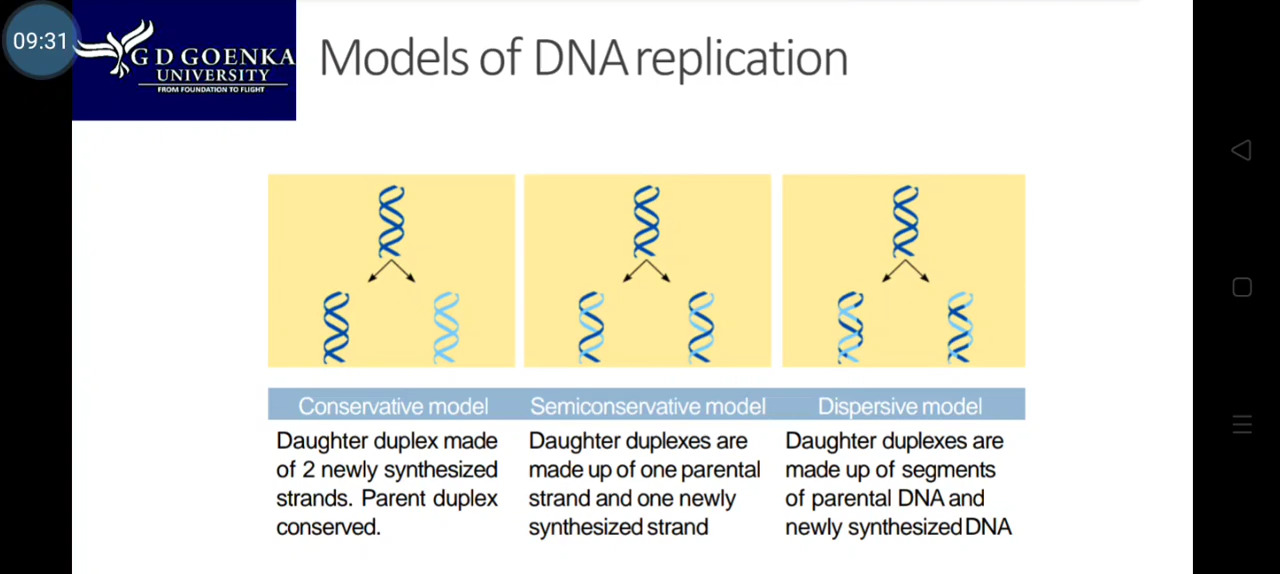 09:31
G D GOENKA
UNIVERSITY
FROM FOUNDATION TO FLIGHT
Models of DNA replication
Conservative model
Daughter duplex made
of 2 newly synthesized
strands. Parent duplex
conserved.
Semiconservative model
Daughter duplexes are
made up of one parental
strand and one newly
synthesized strand
Dispersive model
Daughter duplexes are
made up of segments
of parental DNA and
newly synthesized DNA